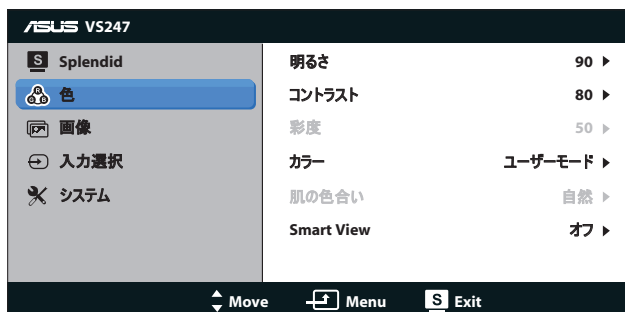 ASUS VS247
S Splendid
色
画像
入力選択
システム
明るさ 90
コントラスト 80
彩度 50
カラー ユーザーモード
肌の色合い 自然
Smart View オフ
Move Menu S Exit